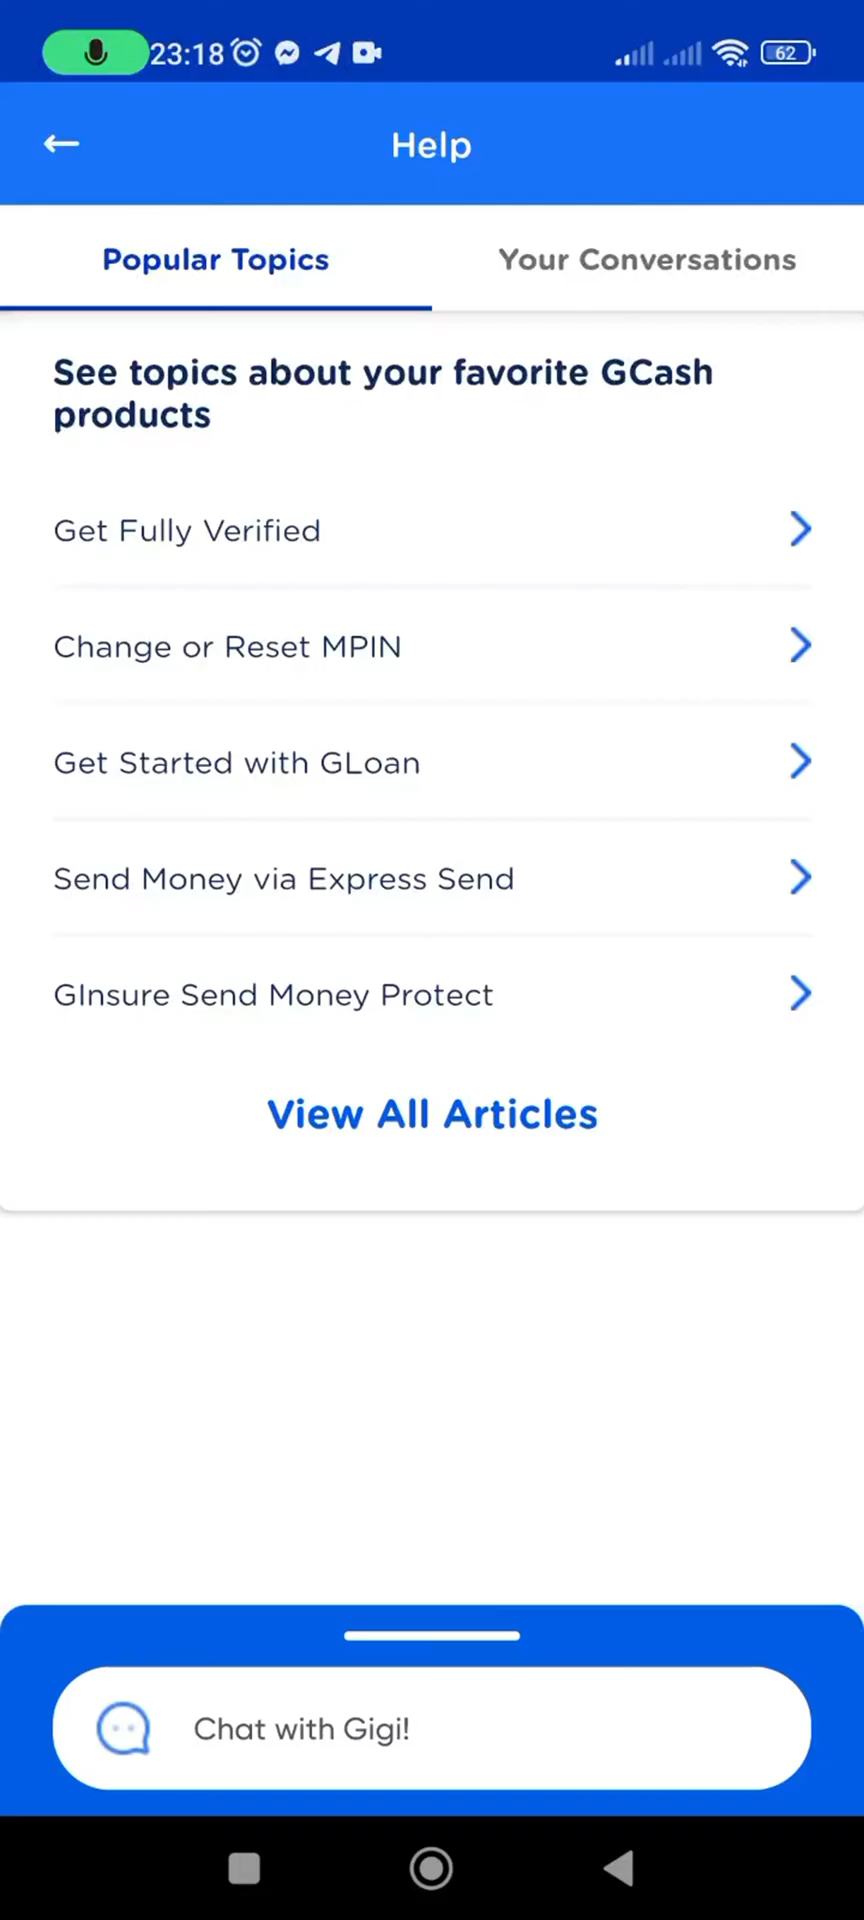 23:18
62
Help
Popular Topics
Your Conversations
See topics about your favorite GCash
products
Get Fully Verified
Change or Reset MPIN
Get Started with GLoan
Send Money via Express Send
GInsure Send Money Protect
View All Articles
Chat with Gigi!